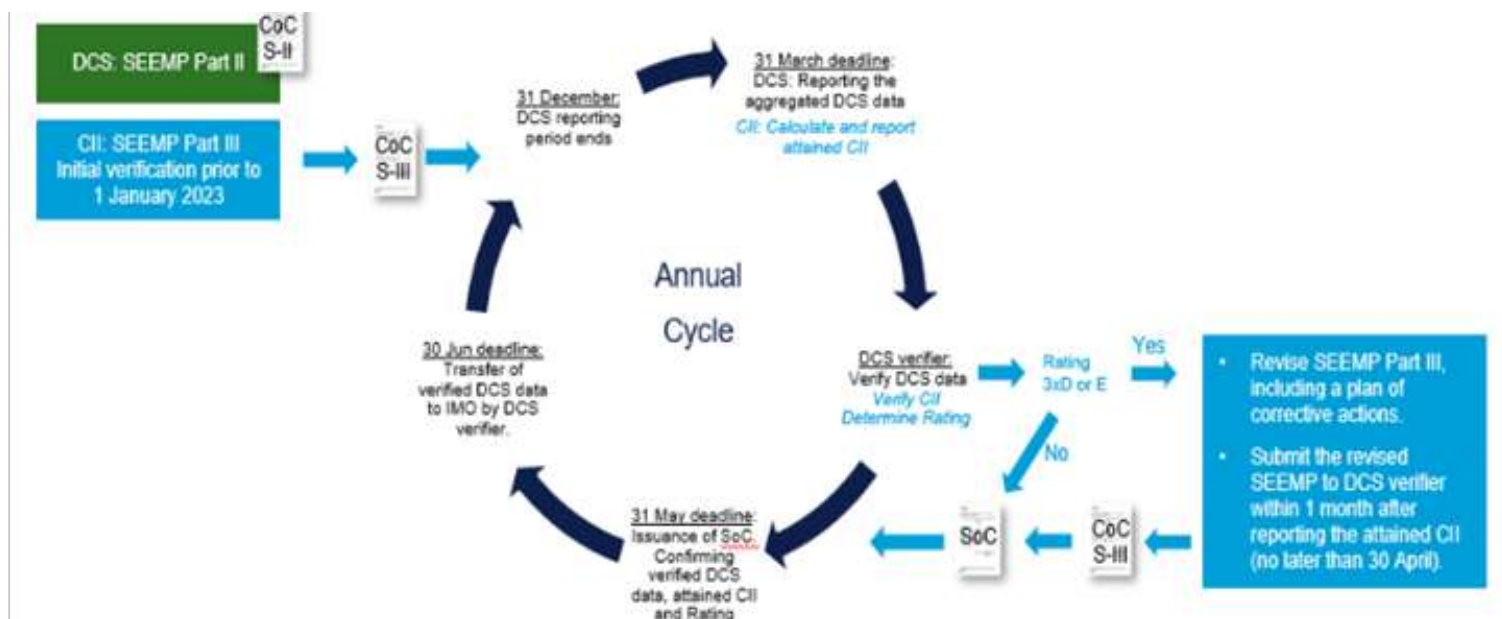 CoC
S-II
DCS: SEEMP Part II
CII: SEEMP Part III
Initial verification prior to
1 January 2023
CoC
S-III
31 December:
DCS reporting
period ends
31 March deadline:
DCS: Reporting the
aggregated DCS data
CII: Calculate and report
attained CII
Annual
Cycle
30 Jun deadline:
Transfer of
verified DCS data
to IMO by DCS
verifier.
DCS verifier:
Verify DCS data
Verify CII
Determine Rating
Rating
3xD or E
Yes
No
• Revise SEEMP Part III,
including a plan of
corrective actions.
• Submit the revised
SEEMP to DCS verifier
within 1 month after
reporting the attained CII
(no later than 30 April).
CoC
S-III
SoC
31 May deadline:
Issuance of SoC.
Confirming
verified DCS
data, attained CII
and Rating